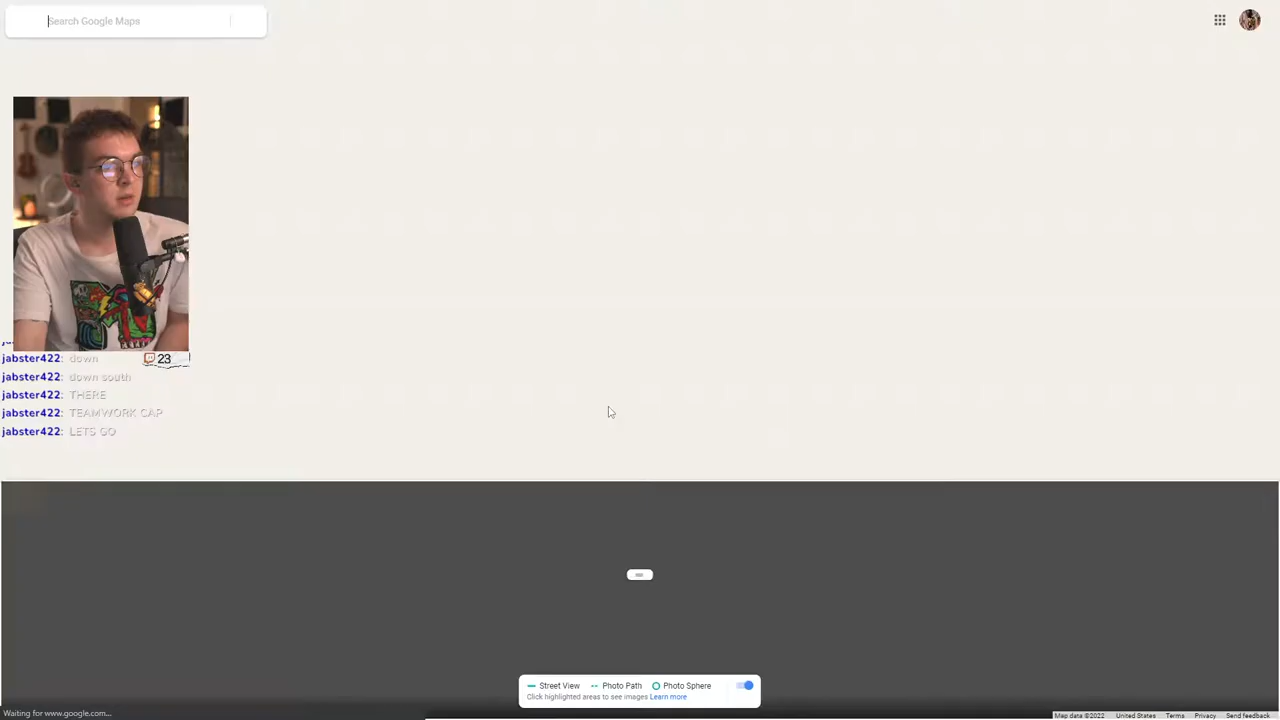 Search Google Maps
jabster422: down
23
jabster422: down south
jabster422: THERE
jabster422: TEAMWORK CAP
jabster422: LETS GO
Street View Photo Path Photo Sphere
Click highlighted areas to see images Learn more
Waiting for www.google.com...
Map data ©2022 United States Terms Privacy Send feedback